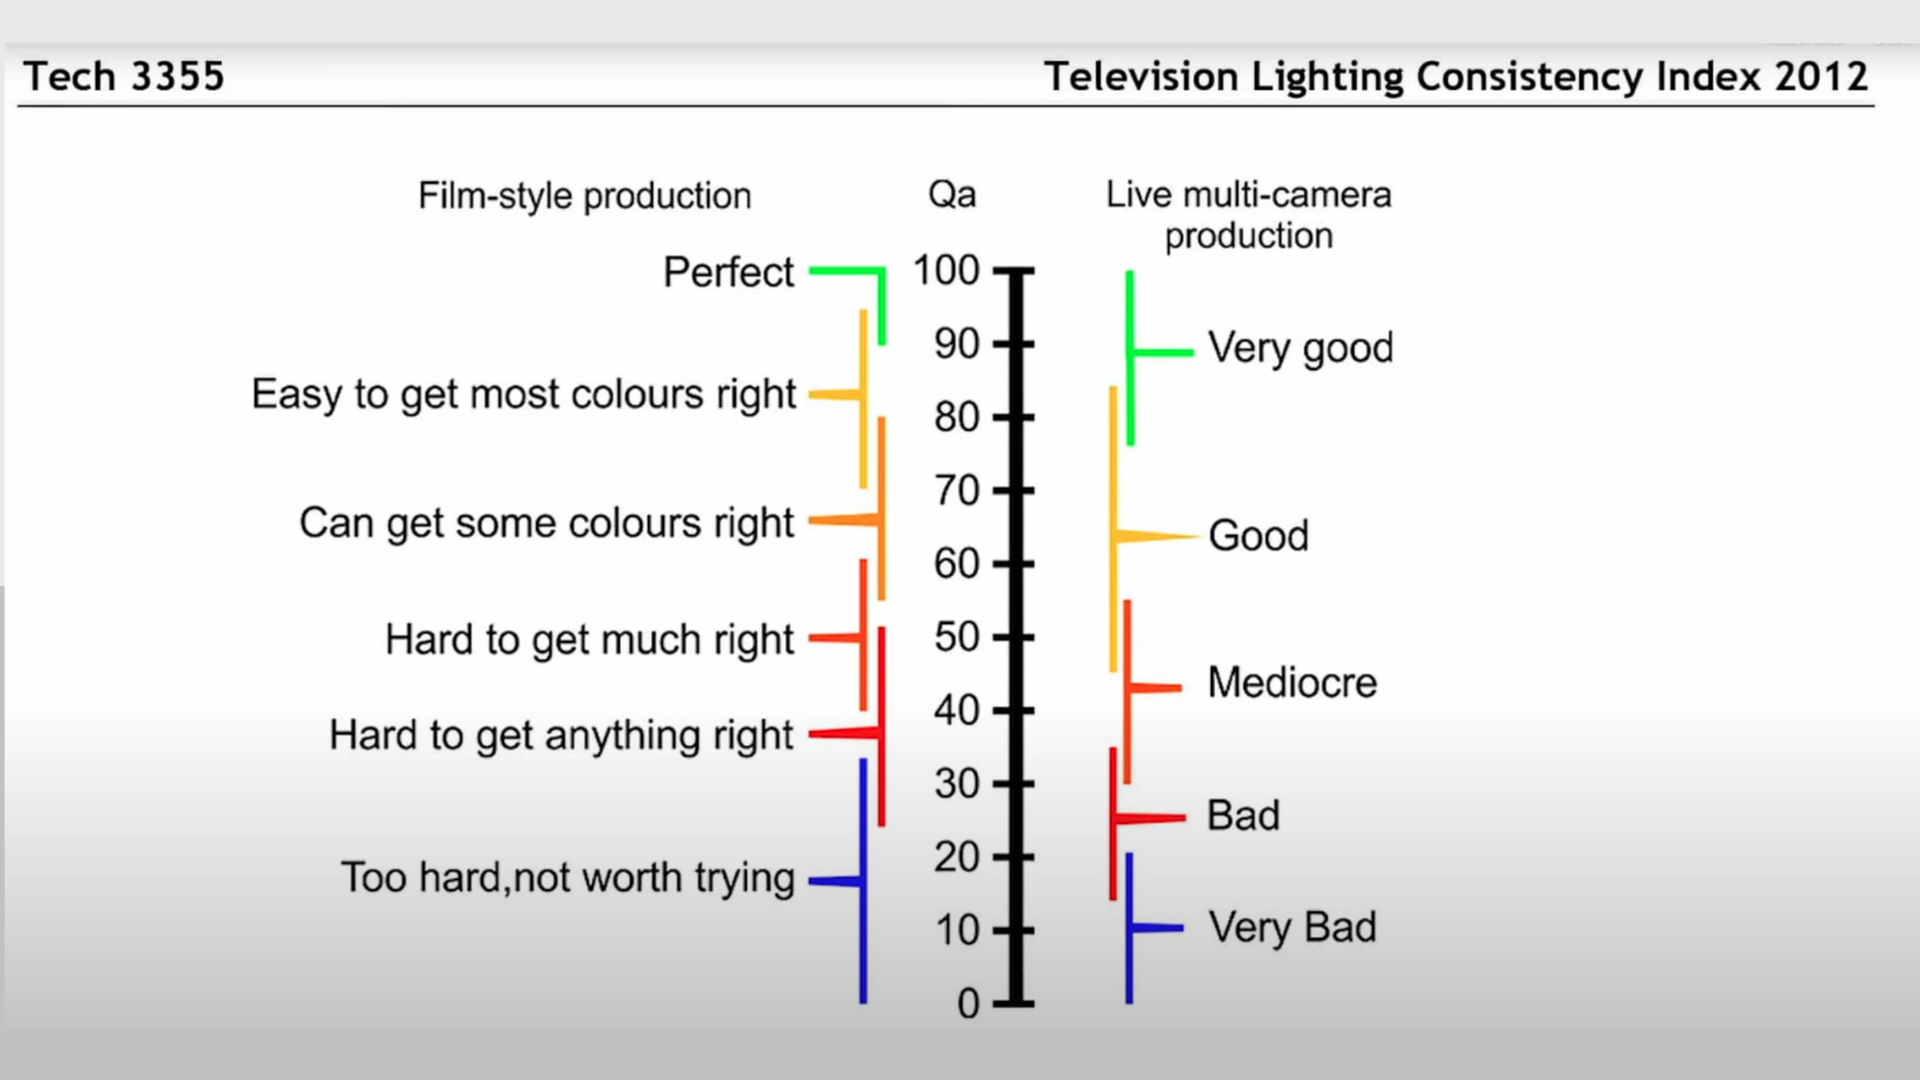 Tech 3355
Television Lighting Consistency Index 2012
Film-style production
Qa
Live multi-camera
production
Perfect
100
90
Very good
Easy to get most colours right
80
70
Can get some colours right
Good
60
Hard to get much right
50
Mediocre
40
Hard to get anything right
30
Bad
20
Too hard,not worth trying
10
Very Bad
0